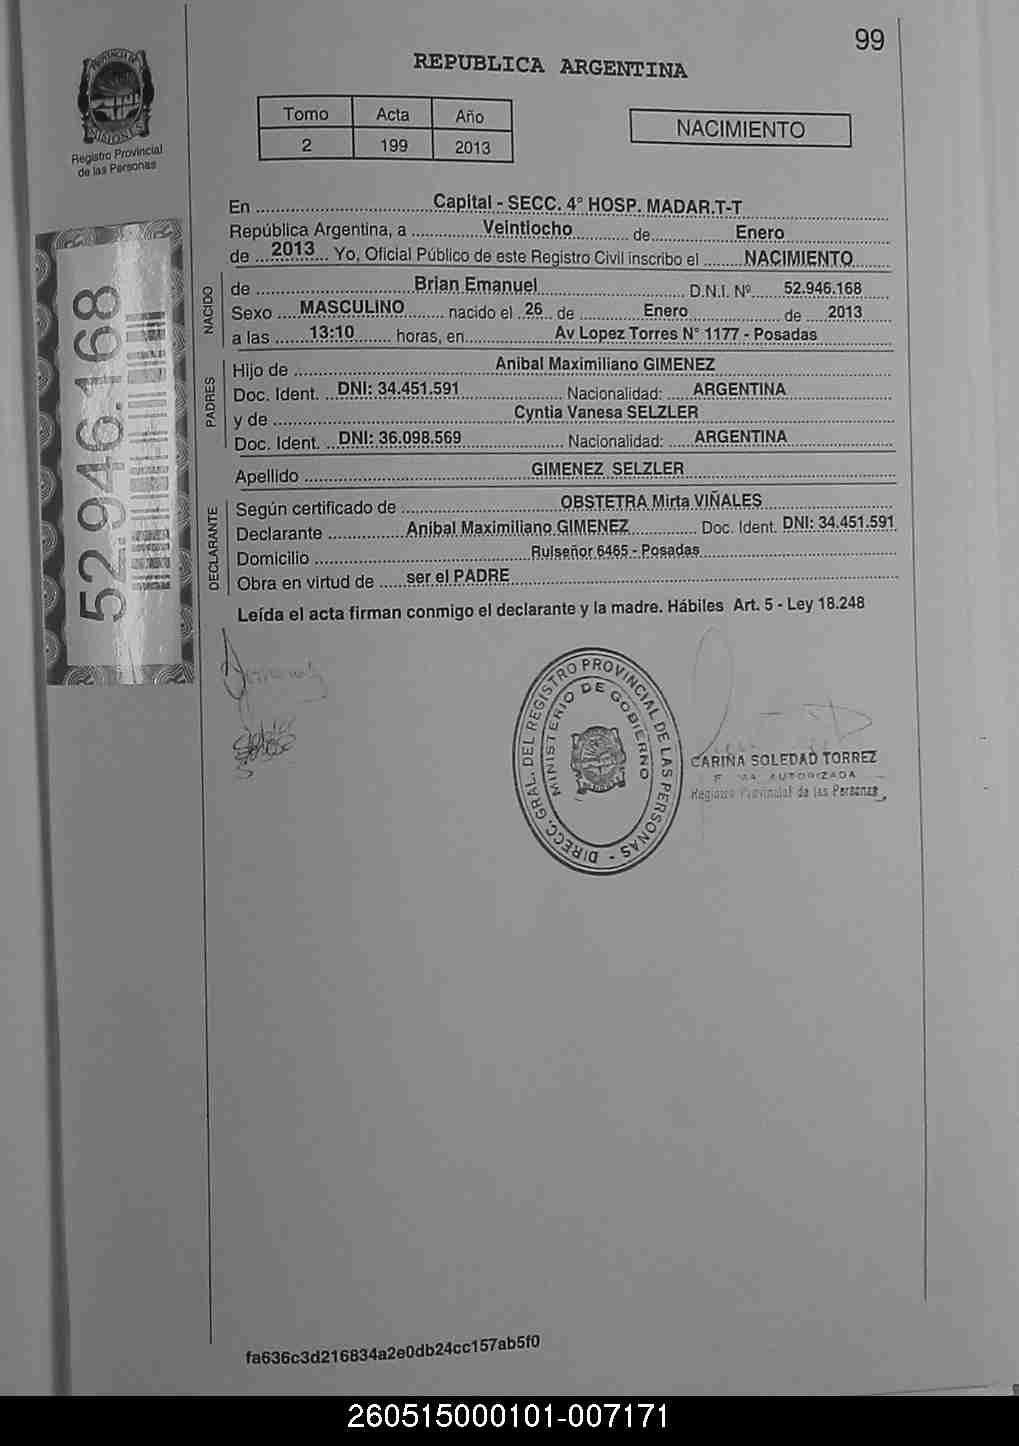 99
REPUBLICA ARGENTINA
PROVINCIA DE MISIONES
Registro Provincial
de las Personas
Tomo Acta Año
2 199 2013
NACIMIENTO
En Capital - SECC. 4° HOSP. MADAR.T-T
República Argentina, a Veintiocho de Enero
de 2013 Yo, Oficial Público de este Registro Civil inscribo el NACIMIENTO
NACIDO
de Brian Emanuel D.N.I. Nº 52.946.168
Sexo MASCULINO nacido el 26 de Enero de 2013
a las 13:10 horas, en Av Lopez Torres N° 1177 - Posadas
PADRES
Hijo de Anibal Maximiliano GIMENEZ
Doc. Ident. DNI: 34.451.591 Nacionalidad: ARGENTINA
y de Cyntia Vanesa SELZLER
Doc. Ident. DNI: 36.098.569 Nacionalidad: ARGENTINA
Apellido GIMENEZ SELZLER
DECLARANTE
Según certificado de OBSTETRA Mirta VIÑALES
Declarante Anibal Maximiliano GIMENEZ Doc. Ident. DNI: 34.451.591
Domicilio Ruiseñor 6465 - Posadas
Obra en virtud de ser el PADRE
Leída el acta firman conmigo el declarante y la madre. Hábiles Art. 5 - Ley 18.248
52.946.168
DIRECC. GRAL. DEL REGISTRO PROVINCIAL DE LAS PERSONAS -
MINISTERIO DE GOBIERNO
CARINA SOLEDAD TORREZ
AUTORIZADA
Registro Provincial de las Personas
fa636c3d216834a2e0db24cc157ab5f0
260515000101-007171